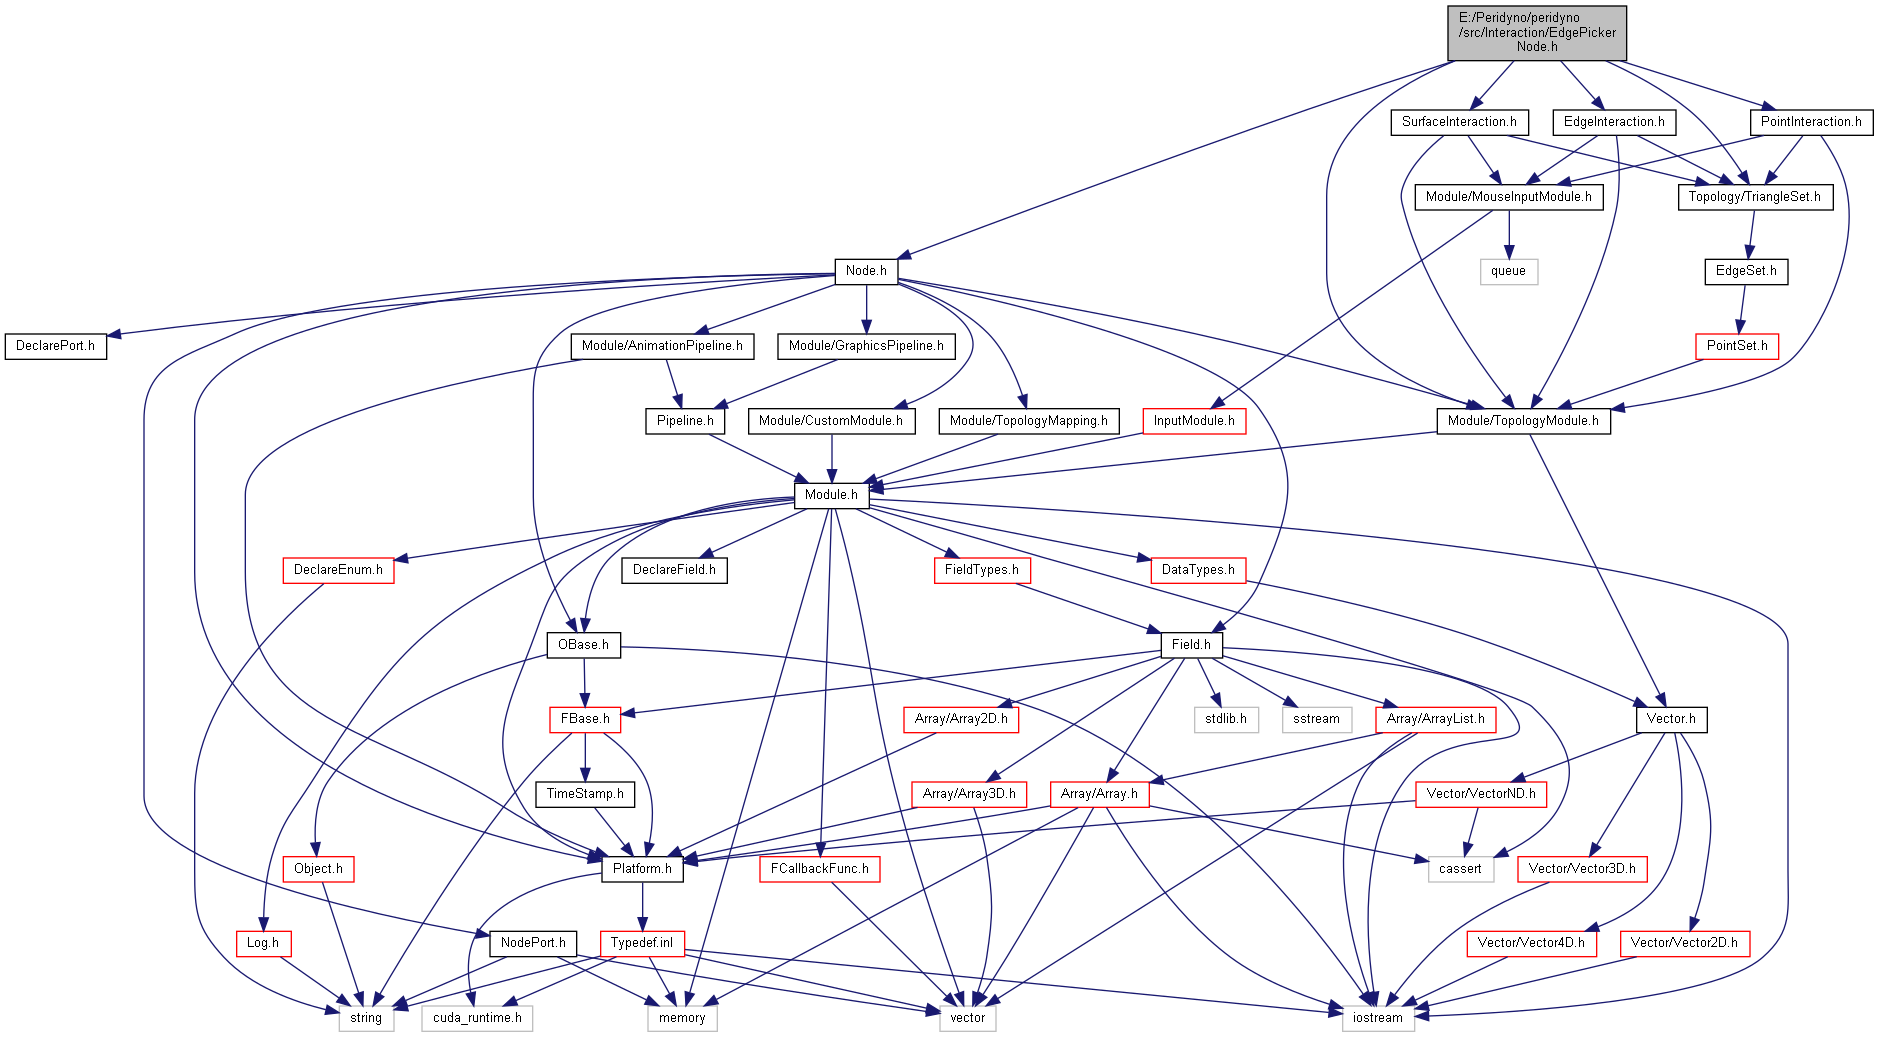 E:/Peridyno/peridyno
/src/Interaction/EdgePicker
Node.h
SurfaceInteraction.h
EdgeInteraction.h
PointInteraction.h
Module/MouseInputModule.h
Topology/TriangleSet.h
Node.h
queue
EdgeSet.h
DeclarePort.h
Module/AnimationPipeline.h
Module/GraphicsPipeline.h
PointSet.h
Pipeline.h
Module/CustomModule.h
Module/TopologyMapping.h
InputModule.h
Module/TopologyModule.h
Module.h
DeclareEnum.h
DeclareField.h
FieldTypes.h
DataTypes.h
OBase.h
Field.h
FBase.h
Array/Array2D.h
stdlib.h
sstream
Array/ArrayList.h
Vector.h
TimeStamp.h
Array/Array3D.h
Array/Array.h
Vector/VectorND.h
Object.h
Platform.h
FCallbackFunc.h
cassert
Vector/Vector3D.h
Log.h
NodePort.h
Typedef.inl
Vector/Vector4D.h
Vector/Vector2D.h
string
cuda_runtime.h
memory
vector
iostream